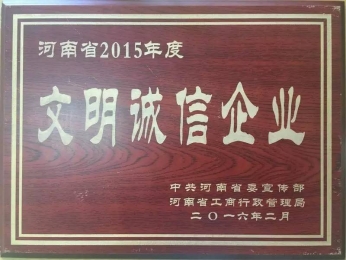 河南省2015年度
文明诚信企业
中共河南省委宣传部
河南省工商行政管理局
二〇一六年二月